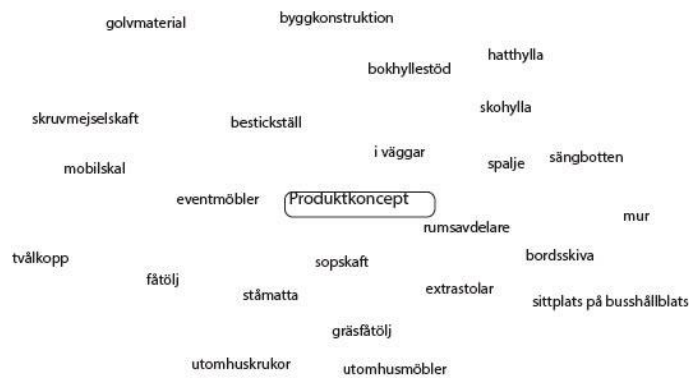 golvmaterial
byggkonstruktion
hatthylla
bokhyllestöd
skohylla
skruvmejselskaft
bestickställ
i väggar
spalje
sängbotten
mobilskal
eventmöbler
Produktkoncept
mur
rumsavdelare
tvålkopp
sopskaft
bordsskiva
fåtölj
ståmatta
extrastolar
sittplats på busshållblats
gräsfåtölj
utomhuskrukor
utomhusmöbler